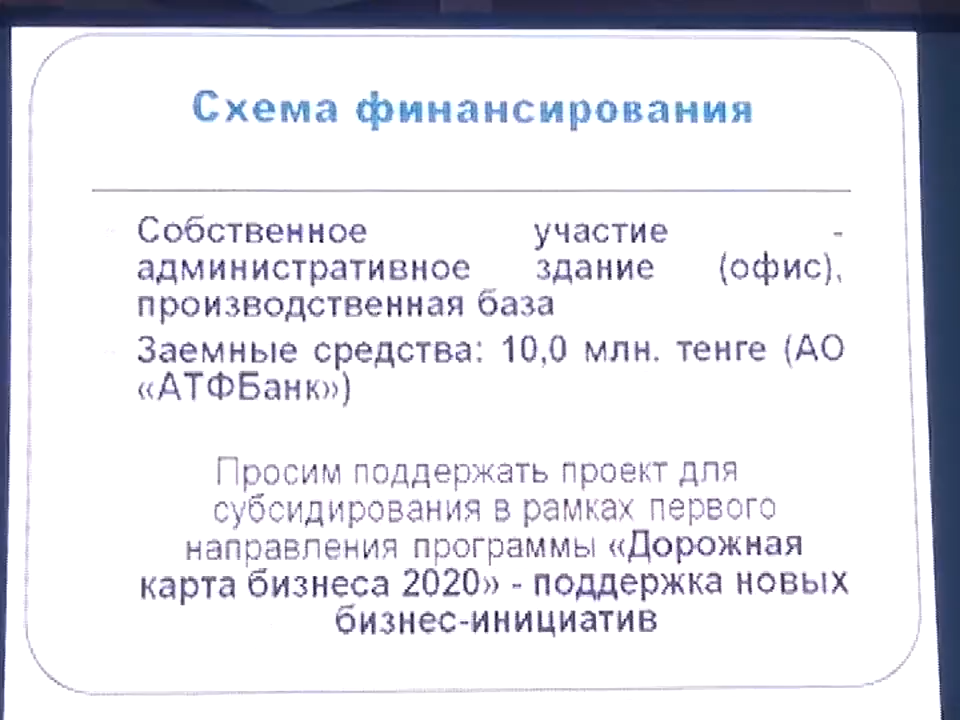 Схема финансирования
Собственное участие -
административное здание (офис),
производственная база
Заемные средства: 10,0 млн. тенге (АО
«АТФБанк»)
Просим поддержать проект для
субсидирования в рамках первого
направления программы «Дорожная
карта бизнеса 2020» - поддержка новых
бизнес-инициатив